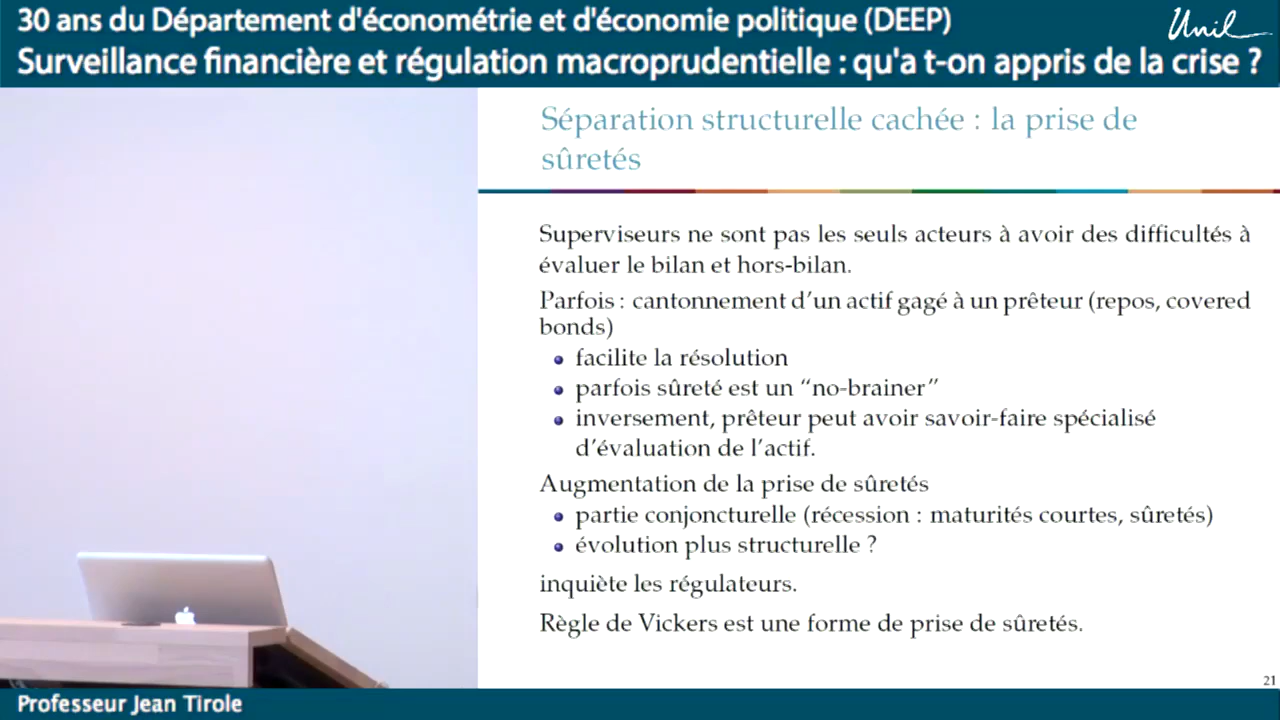 30 ans du Département d'économétrie et d'économie politique (DEEP)
Unil
Surveillance financière et régulation macroprudentielle : qu'a t-on appris de la crise ?
Séparation structurelle cachée : la prise de
sûretés
Superviseurs ne sont pas les seuls acteurs à avoir des difficultés à
évaluer le bilan et hors-bilan.
Parfois : cantonnement d'un actif gagé à un prêteur (repos, covered
bonds)
facilite la résolution
parfois sûreté est un “no-brainer”
inversement, prêteur peut avoir savoir-faire spécialisé
d'évaluation de l'actif.
Augmentation de la prise de sûretés
partie conjoncturelle (récession : maturités courtes, sûretés)
évolution plus structurelle ?
inquiète les régulateurs.
Règle de Vickers est une forme de prise de sûretés.
21
Professeur Jean Tirole